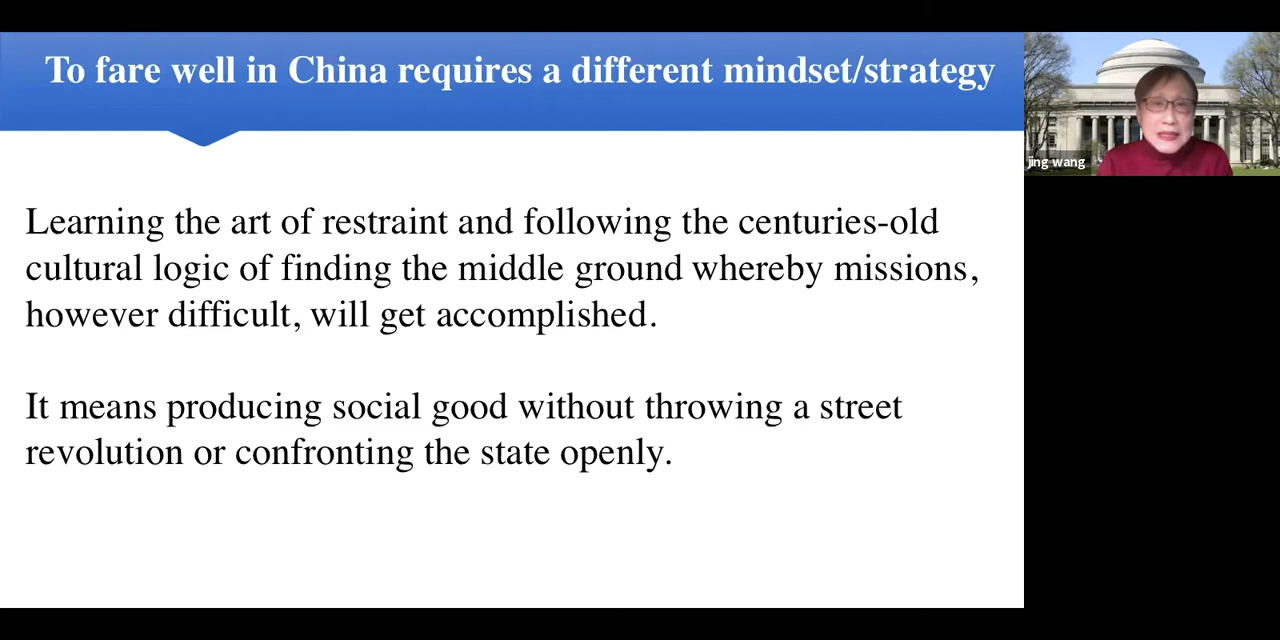 To fare well in China requires a different mindset/strategy
jing wang
Learning the art of restraint and following the centuries-old
cultural logic of finding the middle ground whereby missions,
however difficult, will get accomplished.
It means producing social good without throwing a street
revolution or confronting the state openly.